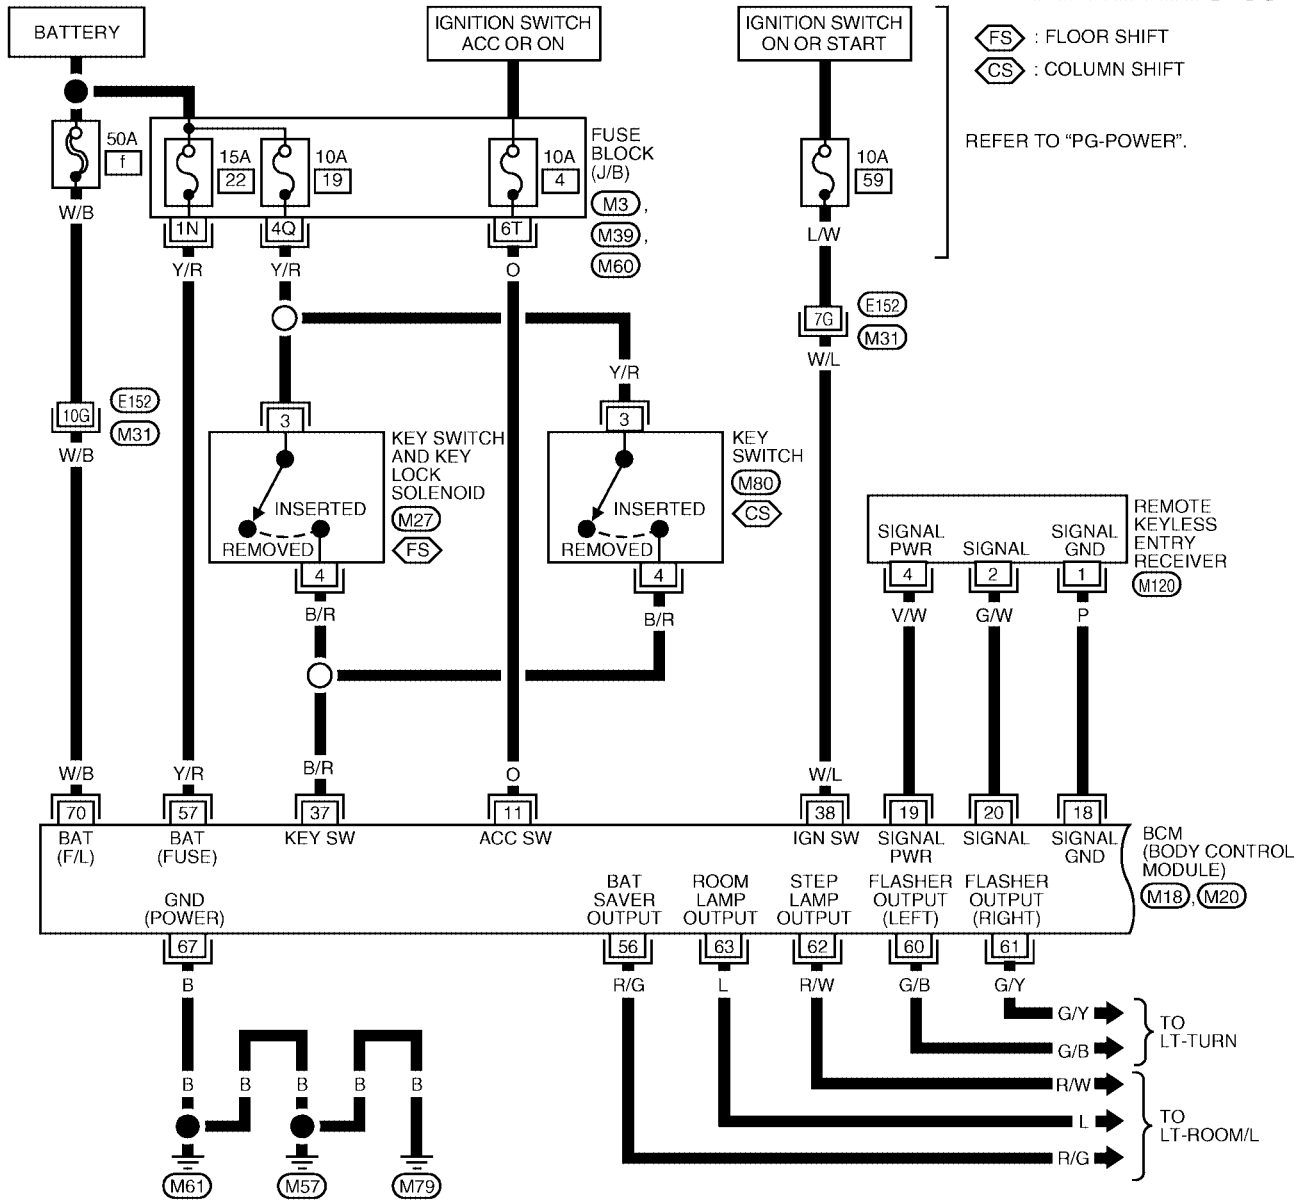 BATTERY
IGNITION SWITCH
ACC OR ON
IGNITION SWITCH
ON OR START
FS : FLOOR SHIFT
CS : COLUMN SHIFT
REFER TO “PG-POWER”.
50A
f
15A
22
10A
19
10A
4
FUSE
BLOCK
(J/B)
M3 ,
M39 ,
M60
10A
59
W/B
1N
4Q
6T
L/W
Y/R
Y/R
O
7G
E152
M31
W/L
Y/R
10G
E152
M31
W/B
3
3
KEY SWITCH
AND KEY
LOCK
SOLENOID
M27
FS
INSERTED
REMOVED
KEY
SWITCH
M80
CS
INSERTED
REMOVED
4
4
B/R
B/R
REMOTE
KEYLESS
ENTRY
RECEIVER
M120
SIGNAL
PWR
SIGNAL
SIGNAL
GND
4
2
1
V/W
G/W
P
W/B
Y/R
B/R
O
W/L
70
57
37
11
38
19
20
18
BAT
(F/L)
BAT
(FUSE)
KEY SW
ACC SW
IGN SW
SIGNAL
PWR
SIGNAL
SIGNAL
GND
BCM
(BODY CONTROL
MODULE)
M18 , M20
GND
(POWER)
BAT
SAVER
OUTPUT
ROOM
LAMP
OUTPUT
STEP
LAMP
OUTPUT
FLASHER
OUTPUT
(LEFT)
FLASHER
OUTPUT
(RIGHT)
67
56
63
62
60
61
B
R/G
L
R/W
G/B
G/Y
G/Y
G/B
TO
LT-TURN
R/W
L
R/G
TO
LT-ROOM/L
B
B
B
B
B
M61
M57
M79